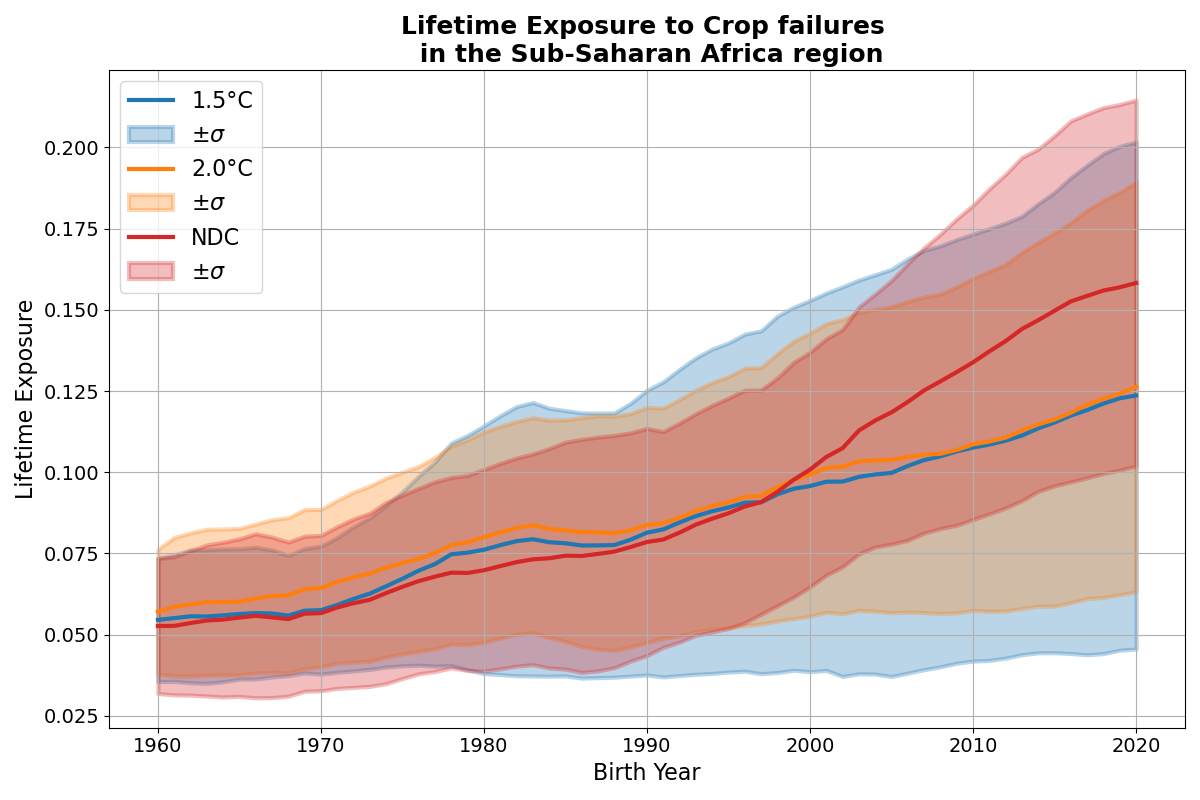 Lifetime Exposure to Crop failures
in the Sub-Saharan Africa region
1.5°C
±σ
2.0°C
±σ
NDC
±σ
Lifetime Exposure
0.200
0.175
0.150
0.125
0.100
0.075
0.050
0.025
1960 1970 1980 1990 2000 2010 2020
Birth Year